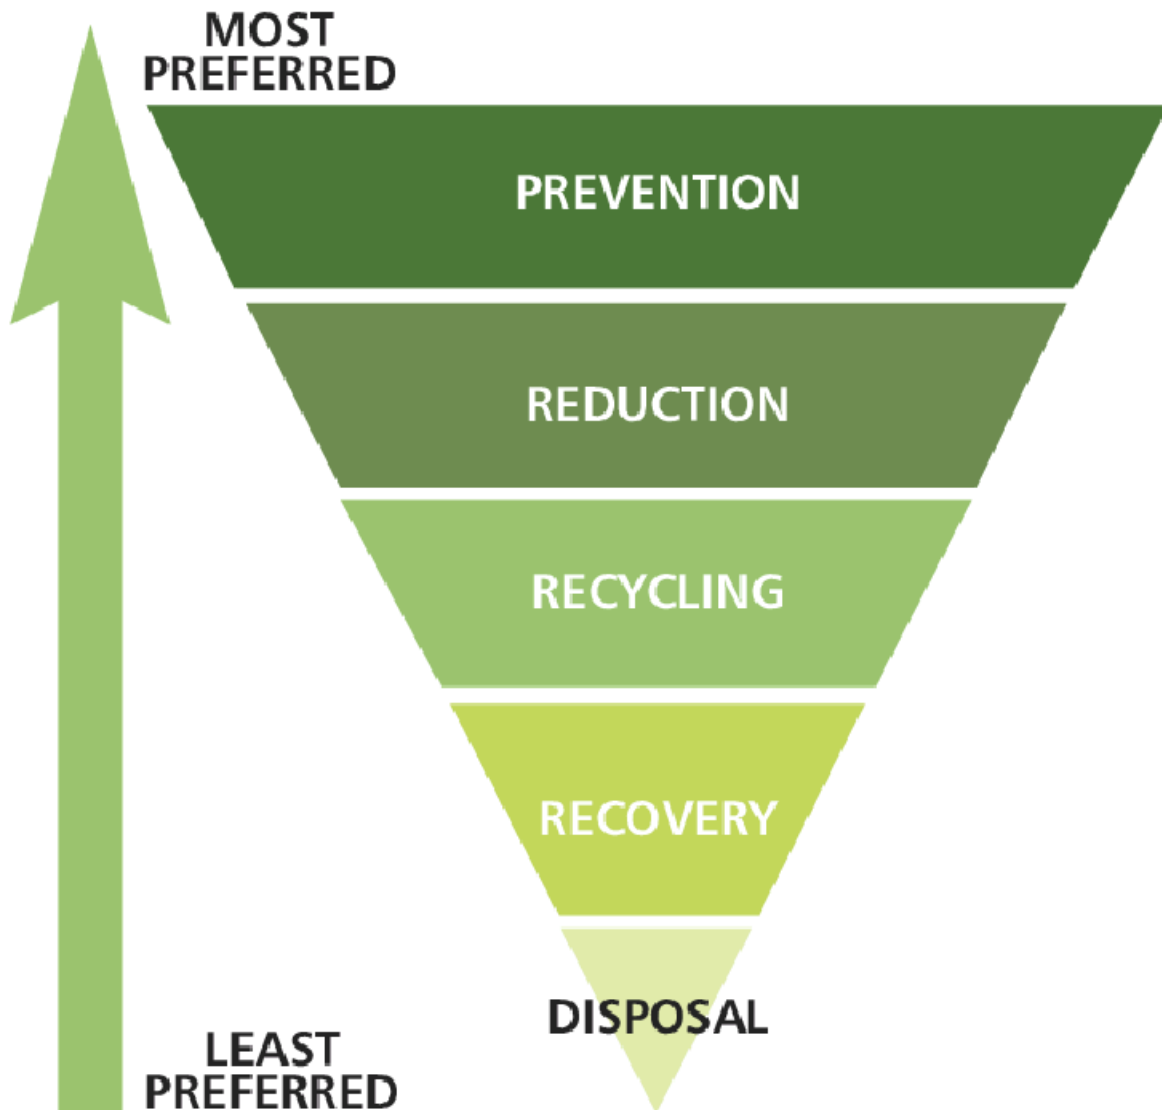 MOST
PREFERRED
PREVENTION
REDUCTION
RECYCLING
RECOVERY
DISPOSAL
LEAST
PREFERRED